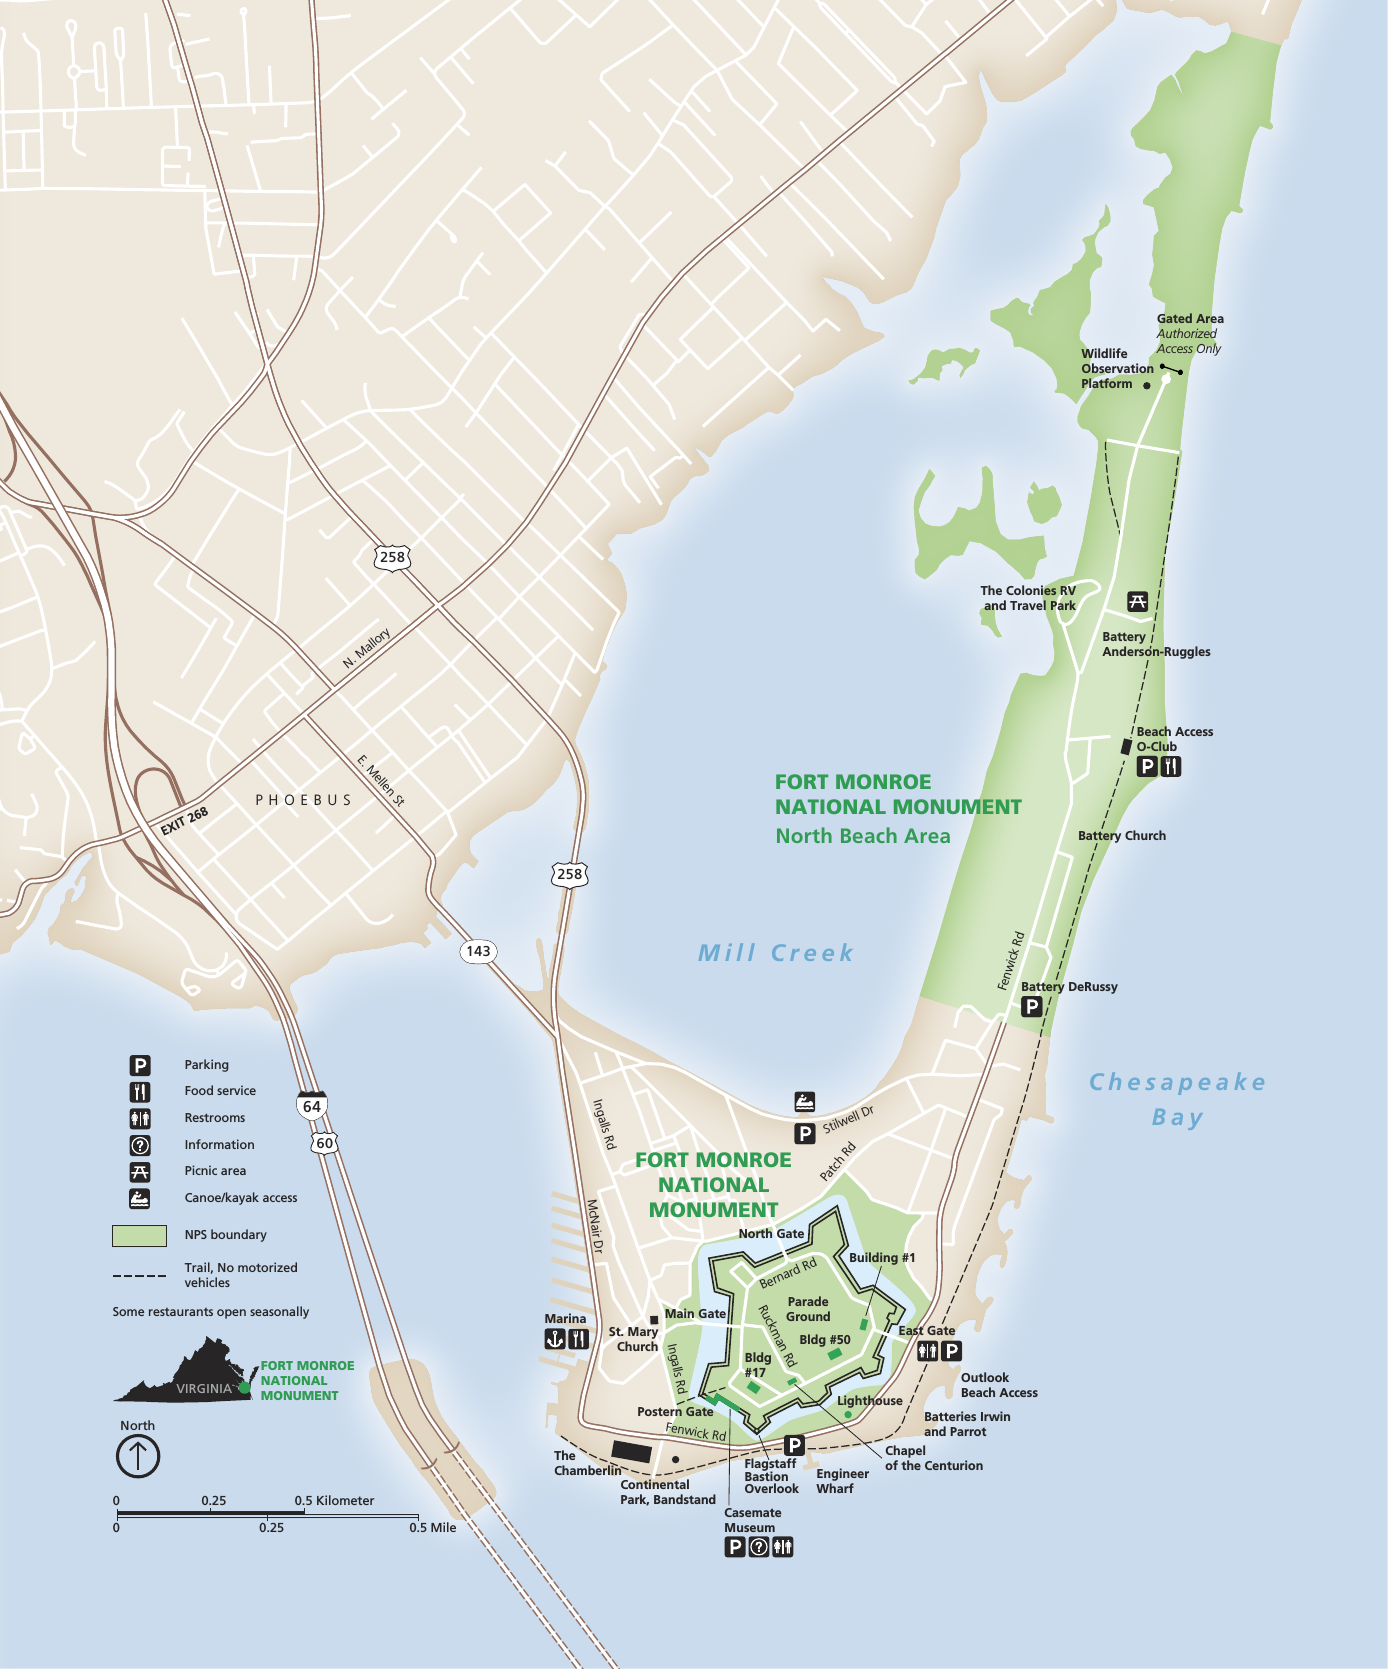 Gated Area
Authorized
Access Only
Wildlife
Observation
Platform
258
The Colonies RV
and Travel Park
N. Mallory
Battery
Anderson-Ruggles
Beach Access
O-Club
P
E. Mellen St
FORT MONROE
NATIONAL MONUMENT
North Beach Area
PHOEBUS
EXIT 268
Battery Church
258
143
Mill Creek
Fenwick Rd
Battery DeRussy
P
Chesapeake
Bay
P Parking
Food service
Restrooms
? Information
Picnic area
Canoe/kayak access
NPS boundary
Trail, No motorized
vehicles
Some restaurants open seasonally
64
60
Ingalls Rd
P
Stilwell Dr
Patch Rd
FORT MONROE
NATIONAL
MONUMENT
McNair Dr
North Gate
Building #1
Bernard Rd
Parade
Ground
Ruckman Rd
Bldg #50
Main Gate
Marina
St. Mary
Church
East Gate
P
Ingalls Rd
Bldg
#17
Outlook
Beach Access
Lighthouse
Postern Gate
Batteries Irwin
and Parrot
Fenwick Rd
P
Chapel
of the Centurion
The
Chamberlin
Flagstaff
Bastion
Overlook
Engineer
Wharf
Continental
Park, Bandstand
Casemate
Museum
P ?
FORT MONROE
NATIONAL
MONUMENT
VIRGINIA
North
0 0.25 0.5 Kilometer
0 0.25 0.5 Mile